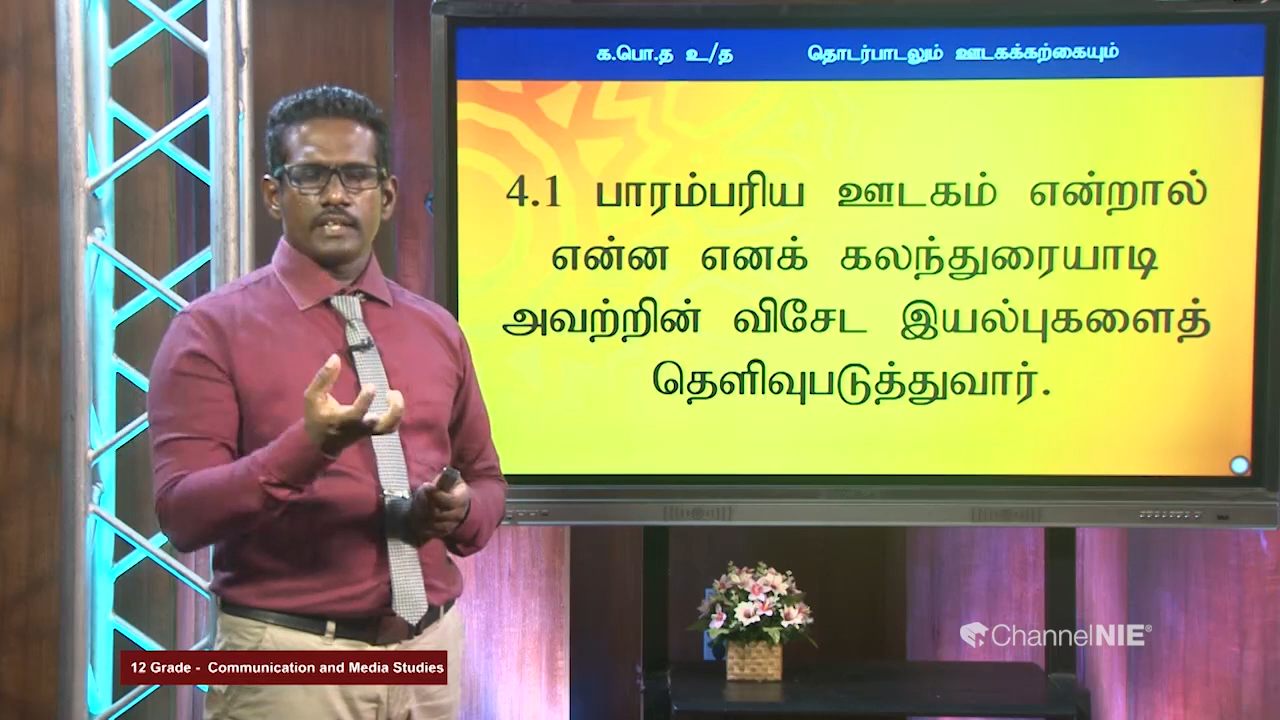 க.பொ.த உ/த தொடர்பாடலும் ஊடகக்கற்கையும்
4.1 பாரம்பரிய ஊடகம் என்றால்
என்ன எனக் கலந்துரையாடி
அவற்றின் விசேட இயல்புகளைத்
தெளிவுபடுத்துவார்.
ChannelNIE®
12 Grade - Communication and Media Studies